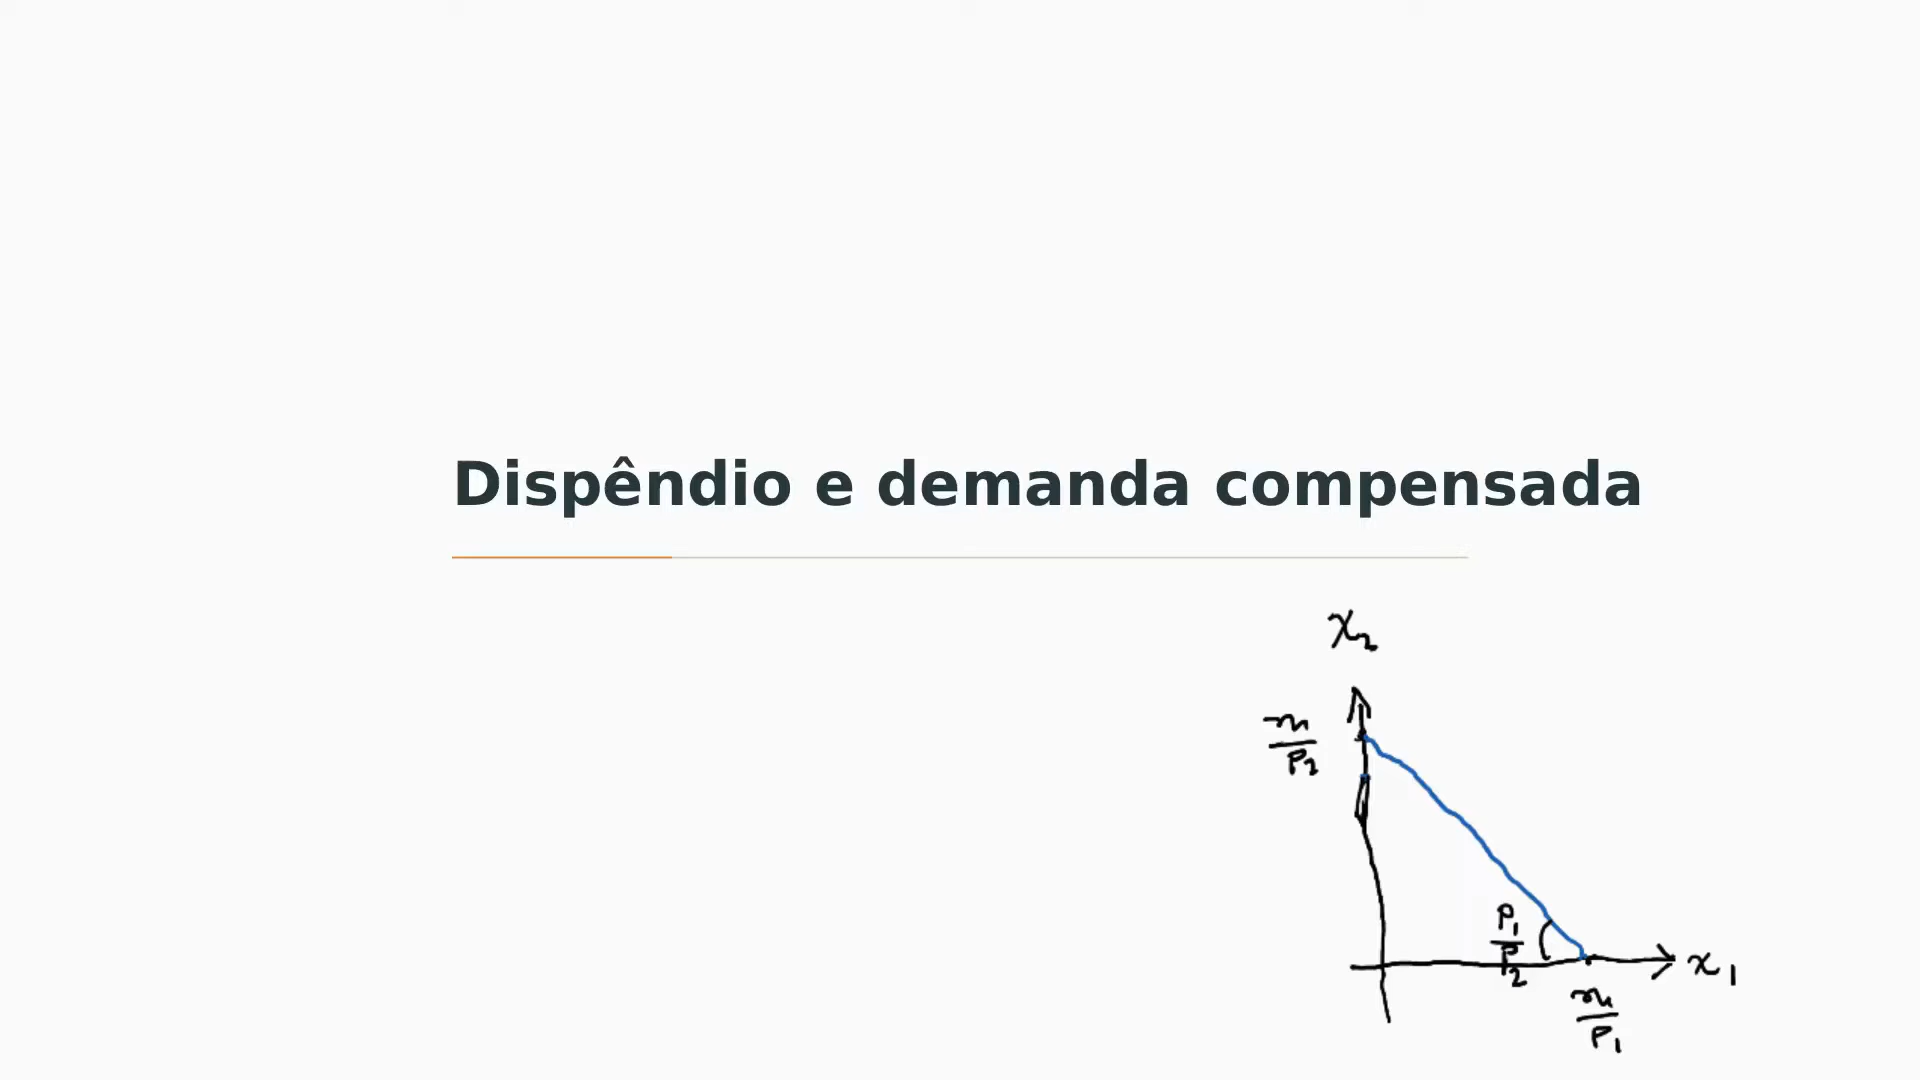 Dispêndio e demanda compensada
x₂
m/p₂
p₁/p₂
x₁
m/p₁